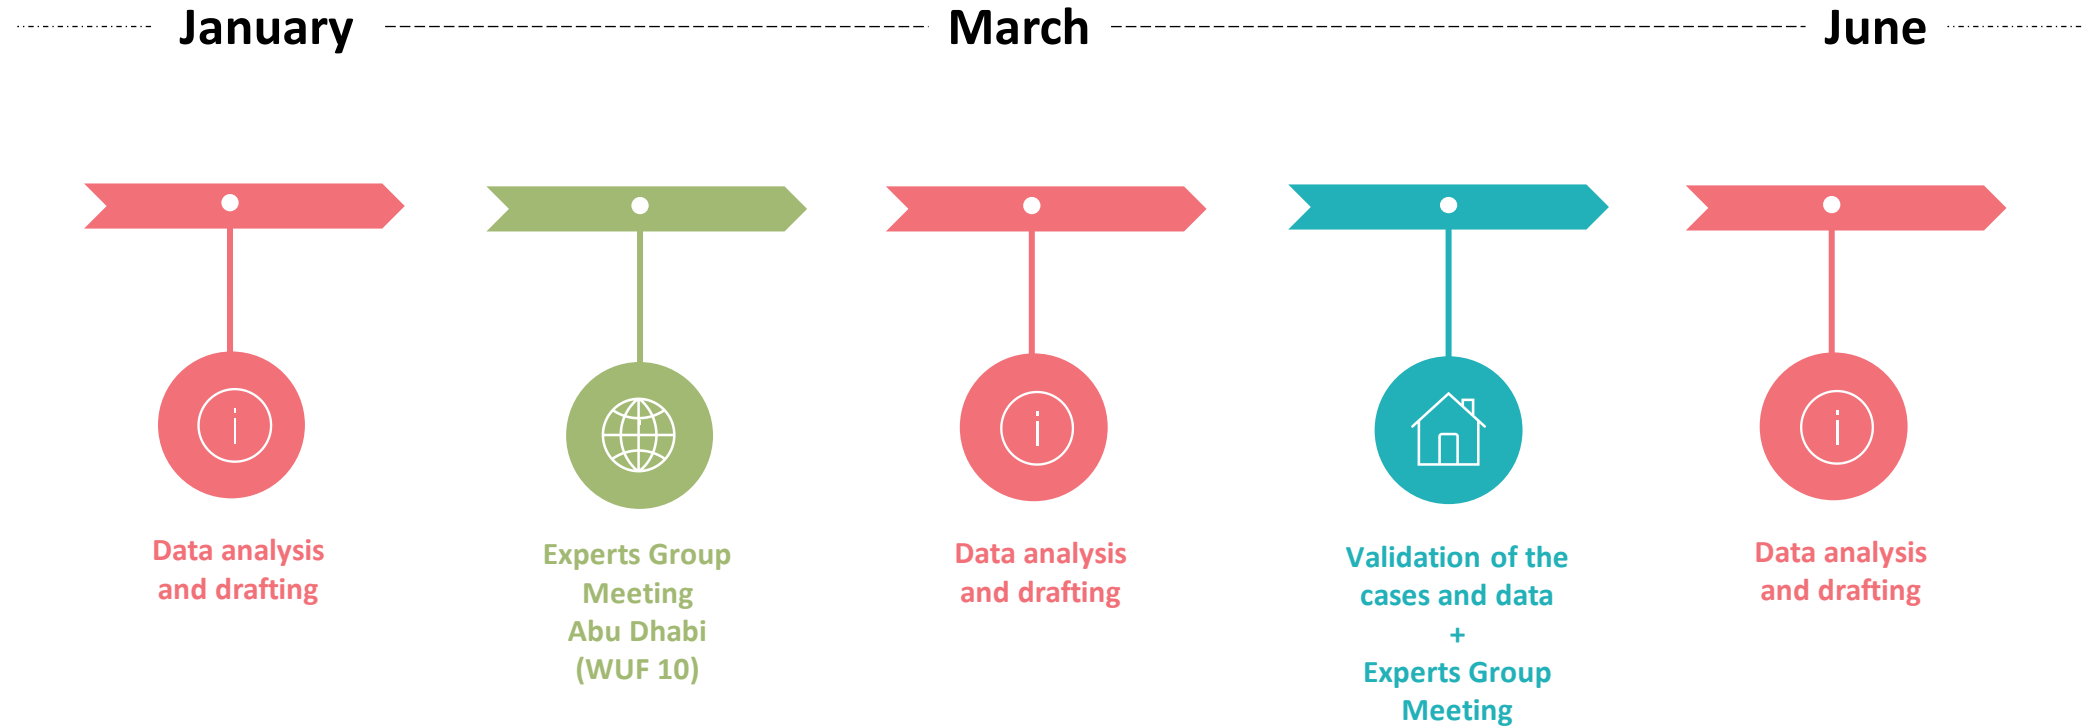 January
March
June
i
i
i
Data analysis
and drafting
Experts Group
Meeting
Abu Dhabi
(WUF 10)
Data analysis
and drafting
Validation of the
cases and data
+
Experts Group
Meeting
Data analysis
and drafting